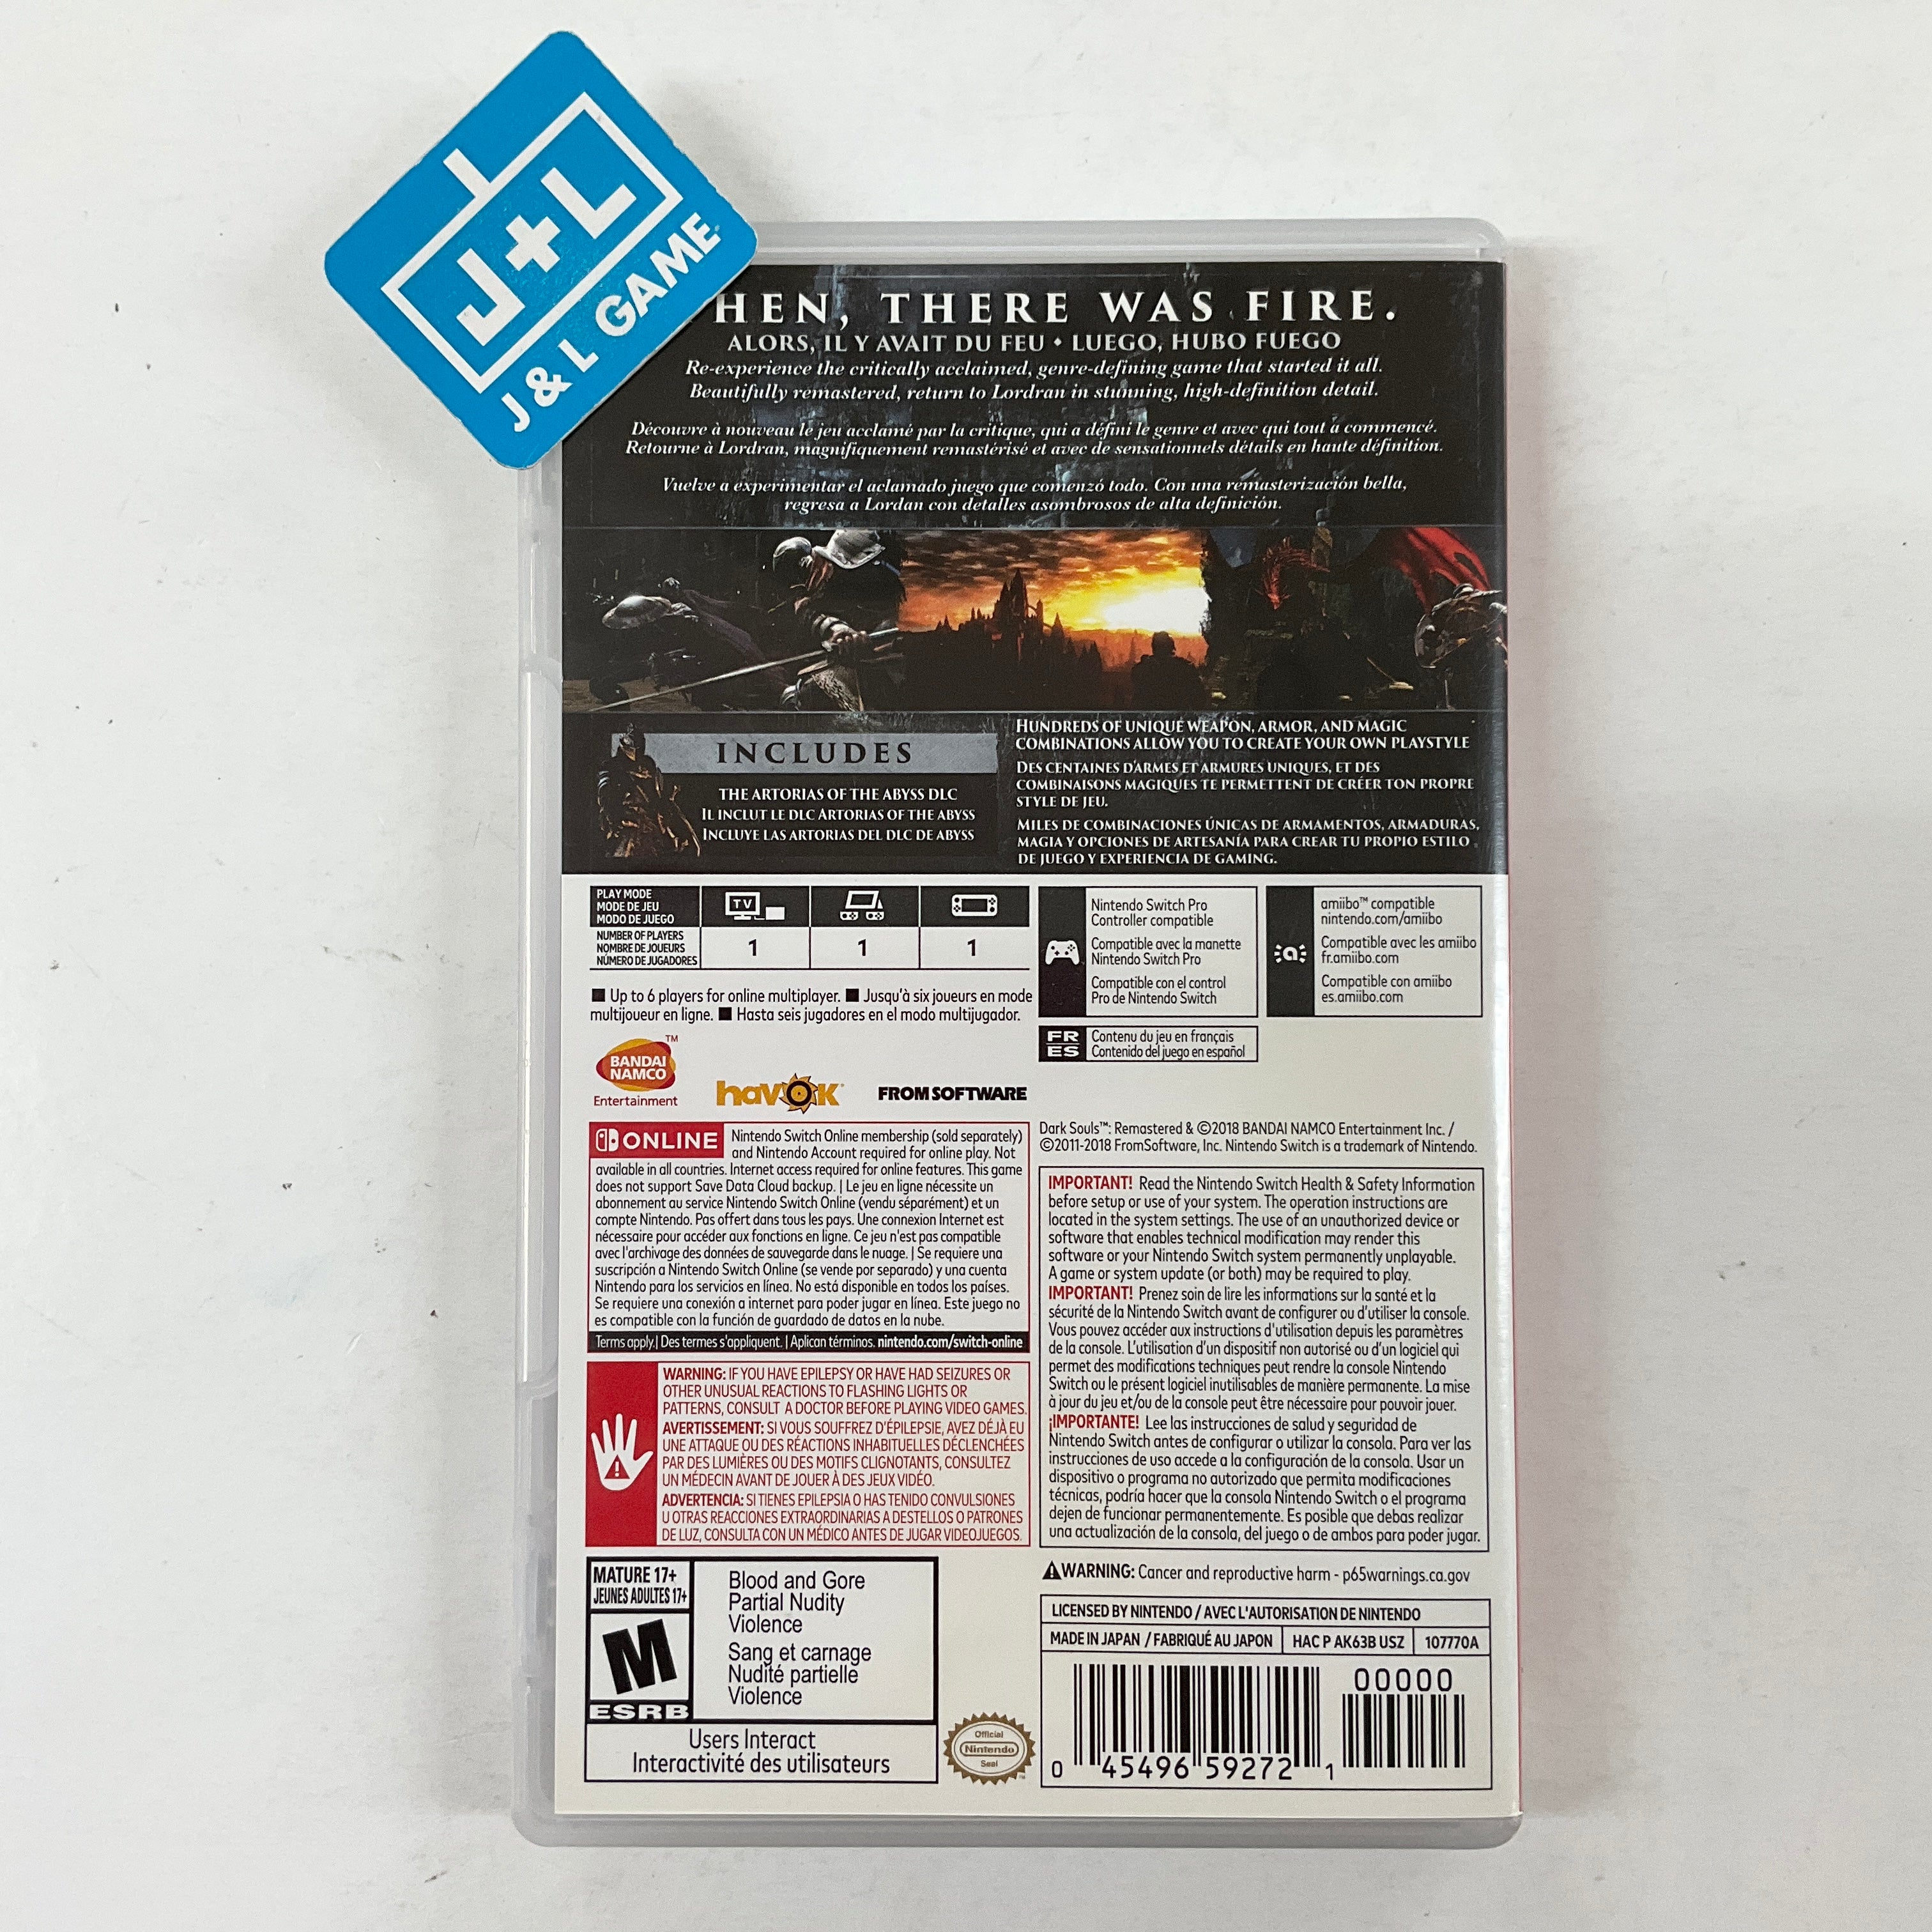 J+L
J & L GAME
HEN, THERE WAS FIRE.
ALORS, IL Y AVAIT DU FEU • LUEGO, HUBO FUEGO
Re-experience the critically acclaimed, genre-defining game that started it all.
Beautifully remastered, return to Lordran in stunning, high-definition detail.
Découvre à nouveau le jeu acclamé par la critique, qui a défini le genre et avec qui tout a commencé.
Retourne à Lordran, magnifiquement remastérisé et avec de sensationnels détails en haute définition.
Vuelve a experimentar el aclamado juego que comenzó todo. Con una remasterización bella,
regresa a Lordan con detalles asombrosos de alta definición.
INCLUDES
THE ARTORIAS OF THE ABYSS DLC
IL INCLUT LE DLC ARTORIAS OF THE ABYSS
INCLUYE LAS ARTORIAS DEL DLC DE ABYSS
HUNDREDS OF UNIQUE WEAPON, ARMOR, AND MAGIC
COMBINATIONS ALLOW YOU TO CREATE YOUR OWN PLAYSTYLE
DES CENTAINES D'ARMES ET ARMURES UNIQUES, ET DES
COMBINAISONS MAGIQUES TE PERMETTENT DE CRÉER TON PROPRE
STYLE DE JEU.
MILES DE COMBINACIONES ÚNICAS DE ARMAMENTOS, ARMADURAS,
MAGIA Y OPCIONES DE ARTESANÍA PARA CREAR TU PROPIO ESTILO
DE JUEGO Y EXPERIENCIA DE GAMING.
PLAY MODE
MODE DE JEU
MODO DE JUEGO
TV
NUMBER OF PLAYERS
NOMBRE DE JOUEURS
NÚMERO DE JUGADORES
1 1 1
■ Up to 6 players for online multiplayer. ■ Jusqu'à six joueurs en mode
multijoueur en ligne. ■ Hasta seis jugadores en el modo multijugador.
Nintendo Switch Pro
Controller compatible
Compatible avec la manette
Nintendo Switch Pro
Compatible con el control
Pro de Nintendo Switch
a
amiibo™ compatible
nintendo.com/amiibo
Compatible avec les amiibo
fr.amiibo.com
Compatible con amiibo
es.amiibo.com
FR
ES
Contenu du jeu en français
Contenido del juego en español
BANDAI
NAMCO
TM
Entertainment
havok
FROMSOFTWARE
ONLINE
Nintendo Switch Online membership (sold separately)
and Nintendo Account required for online play. Not
available in all countries. Internet access required for online features. This game
does not support Save Data Cloud backup. | Le jeu en ligne nécessite un
abonnement au service Nintendo Switch Online (vendu séparément) et un
compte Nintendo. Pas offert dans tous les pays. Une connexion Internet est
nécessaire pour accéder aux fonctions en ligne. Ce jeu n'est pas compatible
avec l'archivage des données de sauvegarde dans le nuage. | Se requiere una
suscripción a Nintendo Switch Online (se vende por separado) y una cuenta
Nintendo para los servicios en línea. No está disponible en todos los países.
Se requiere una conexión a internet para poder jugar en línea. Este juego no
es compatible con la función de guardado de datos en la nube.
Terms apply.| Des termes s'appliquent. | Aplican términos. nintendo.com/switch-online
Dark Souls™: Remastered & ©2018 BANDAI NAMCO Entertainment Inc. /
©2011-2018 FromSoftware, Inc. Nintendo Switch is a trademark of Nintendo.
IMPORTANT! Read the Nintendo Switch Health & Safety Information
before setup or use of your system. The operation instructions are
located in the system settings. The use of an unauthorized device or
software that enables technical modification may render this
software or your Nintendo Switch system permanently unplayable.
A game or system update (or both) may be required to play.
IMPORTANT! Prenez soin de lire les informations sur la santé et la
sécurité de la Nintendo Switch avant de configurer ou d'utiliser la console.
Vous pouvez accéder aux instructions d'utilisation depuis les paramètres
de la console. L'utilisation d'un dispositif non autorisé ou d'un logiciel qui
permet des modifications techniques peut rendre la console Nintendo
Switch ou le présent logiciel inutilisables de manière permanente. La mise
à jour du jeu et/ou de la console peut être nécessaire pour pouvoir jouer.
¡IMPORTANTE! Lee las instrucciones de salud y seguridad de
Nintendo Switch antes de configurar o utilizar la consola. Para ver las
instrucciones de uso accede a la configuración de la consola. Usar un
dispositivo o programa no autorizado que permita modificaciones
técnicas, podría hacer que la consola Nintendo Switch o el programa
dejen de funcionar permanentemente. Es posible que debas realizar
una actualización de la consola, del juego o de ambos para poder jugar.
WARNING: IF YOU HAVE EPILEPSY OR HAVE HAD SEIZURES OR
OTHER UNUSUAL REACTIONS TO FLASHING LIGHTS OR
PATTERNS, CONSULT A DOCTOR BEFORE PLAYING VIDEO GAMES.
AVERTISSEMENT: SI VOUS SOUFFREZ D'ÉPILEPSIE, AVEZ DÉJÀ EU
UNE ATTAQUE OU DES RÉACTIONS INHABITUELLES DÉCLENCHÉES
PAR DES LUMIÈRES OU DES MOTIFS CLIGNOTANTS, CONSULTEZ
UN MÉDECIN AVANT DE JOUER À DES JEUX VIDÉO.
ADVERTENCIA: SI TIENES EPILEPSIA O HAS TENIDO CONVULSIONES
U OTRAS REACCIONES EXTRAORDINARIAS A DESTELLOS O PATRONES
DE LUZ, CONSULTA CON UN MÉDICO ANTES DE JUGAR VIDEOJUEGOS.
MATURE 17+
JEUNES ADULTES 17+
M
ESRB
Blood and Gore
Partial Nudity
Violence
Sang et carnage
Nudité partielle
Violence
Users Interact
Interactivité des utilisateurs
Official
Nintendo
Seal
⚠WARNING: Cancer and reproductive harm - p65warnings.ca.gov
LICENSED BY NINTENDO / AVEC L'AUTORISATION DE NINTENDO
MADE IN JAPAN / FABRIQUÉ AU JAPON HAC P AK63B USZ 107770A
00000
0 45496 59272 1